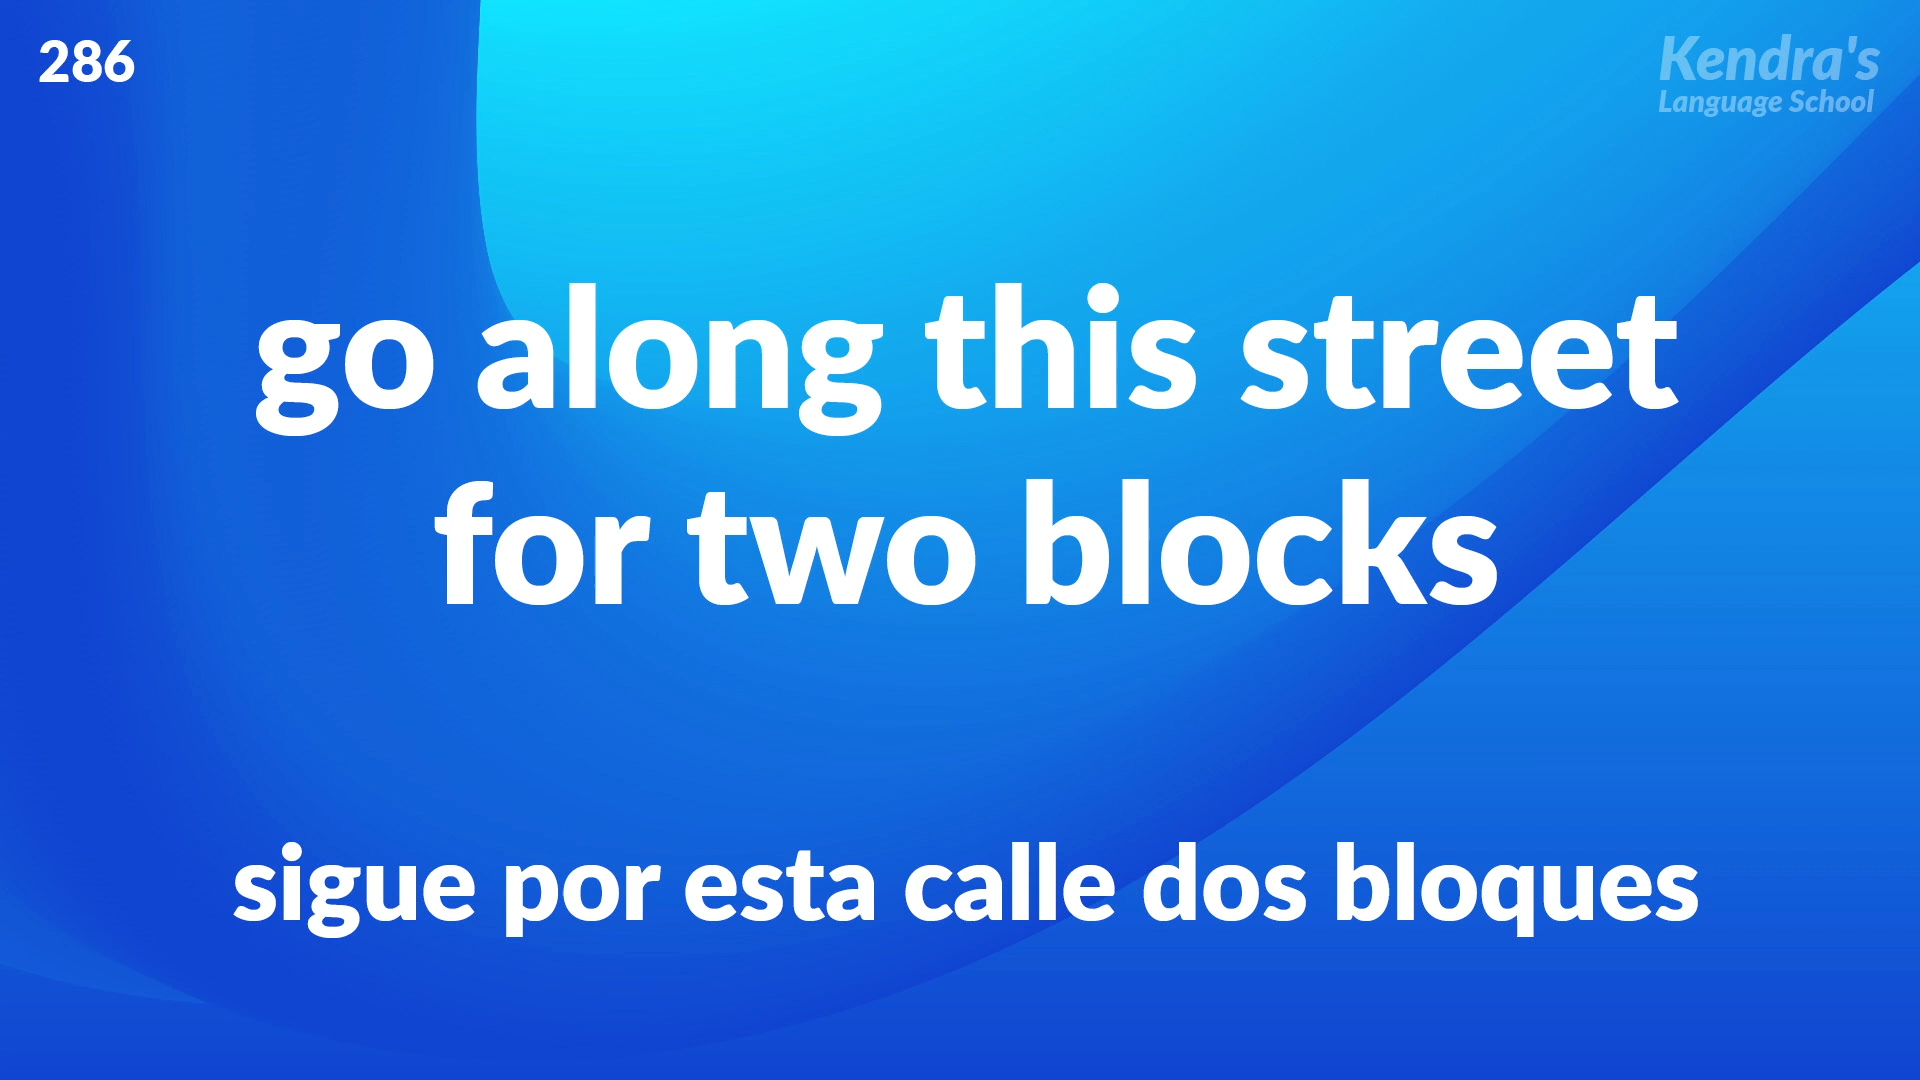 286
Kendra's
Language School
go along this street
for two blocks
sigue por esta calle dos bloques